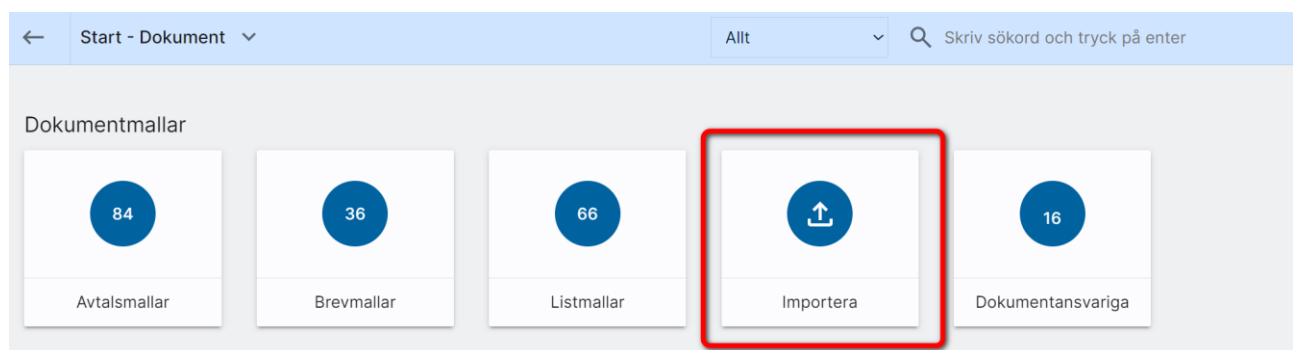 Start - Dokument
Allt
Skriv sökord och tryck på enter
Dokumentmallar
84
36
66
16
Avtalsmallar
Brevmallar
Listmallar
Importera
Dokumentansvariga